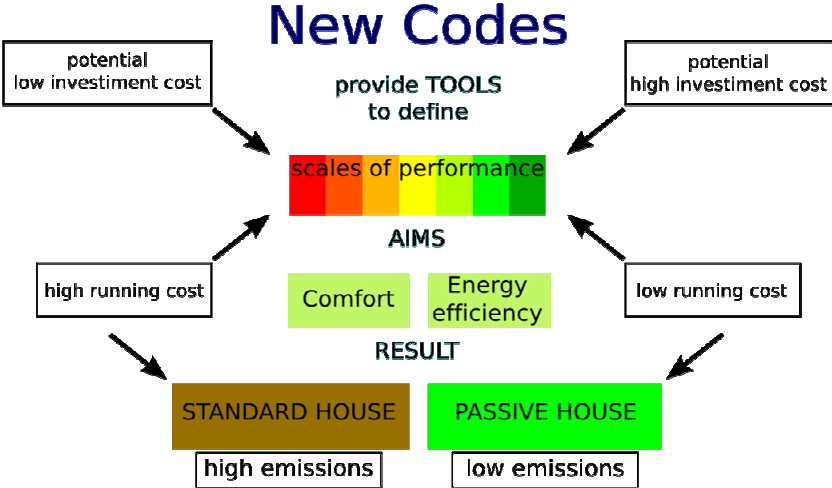 New Codes
potential
low investiment cost
provide TOOLS
to define
potential
high investiment cost
scales of performance
AIMS
high running cost
Comfort
Energy
efficiency
low running cost
RESULT
STANDARD HOUSE
PASSIVE HOUSE
high emissions
low emissions